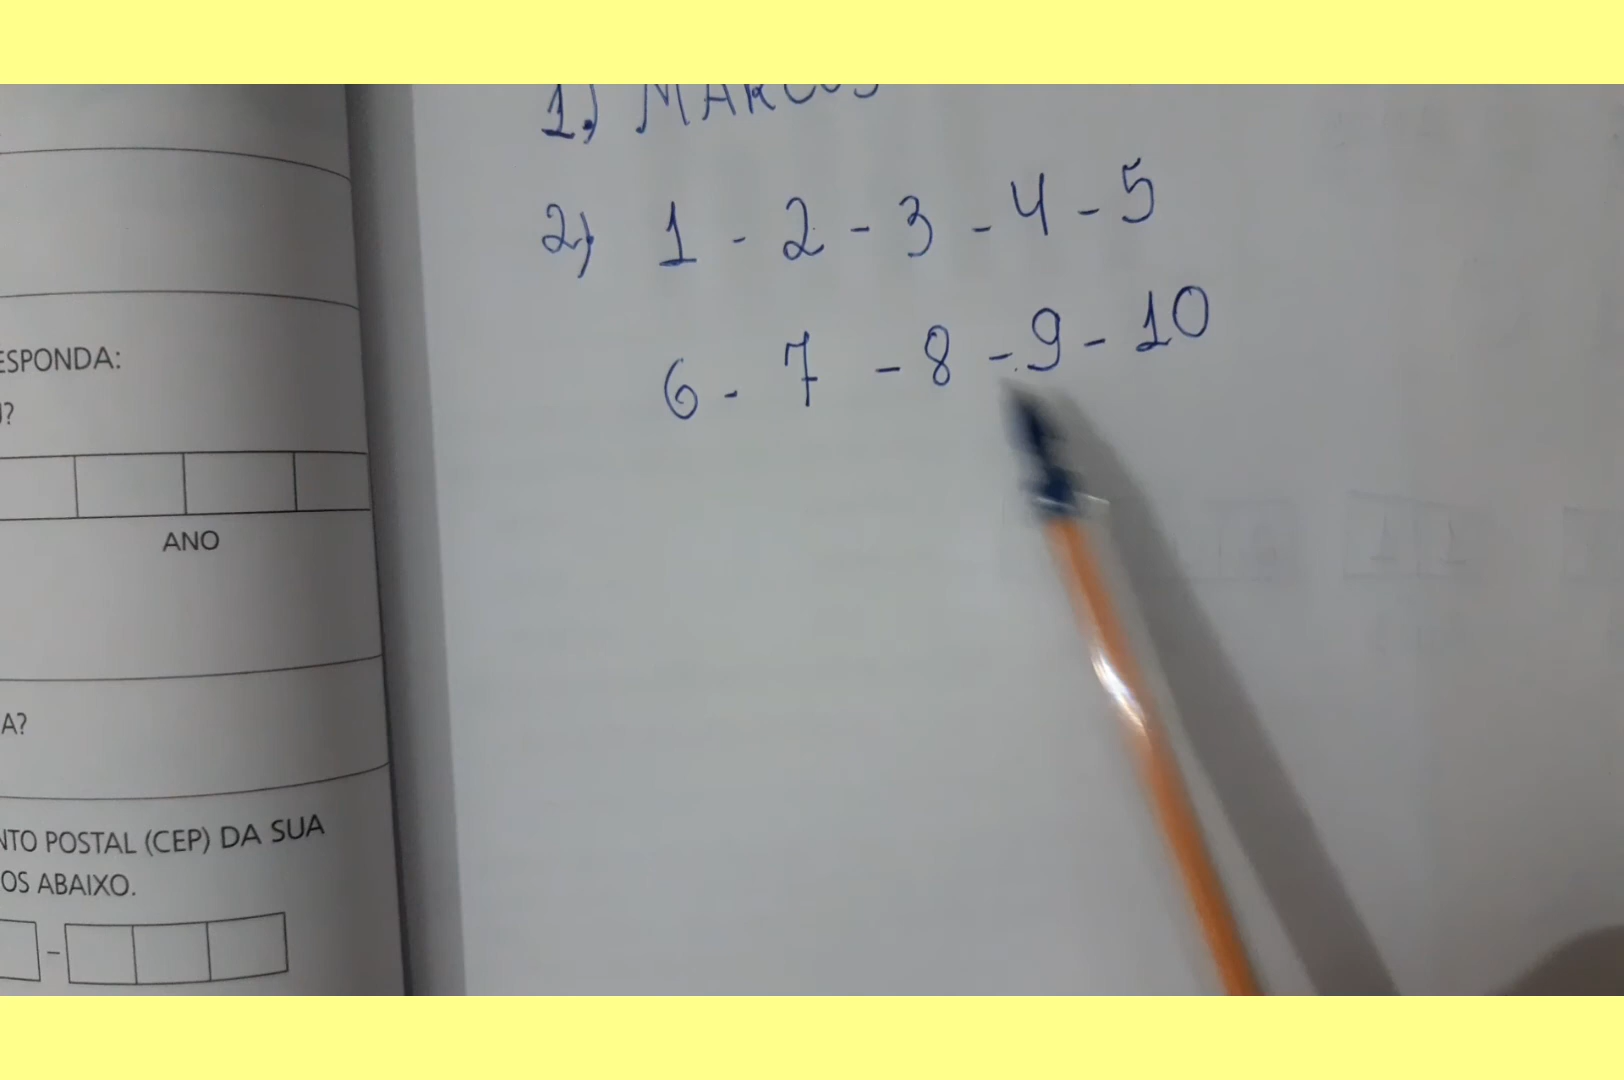 ESPONDA:
?
ANO
A?
NTO POSTAL (CEP) DA SUA
OS ABAIXO.
-
1) MARCOS
2) 1 - 2 - 3 - 4 - 5
6 - 7 - 8 - 9 - 10